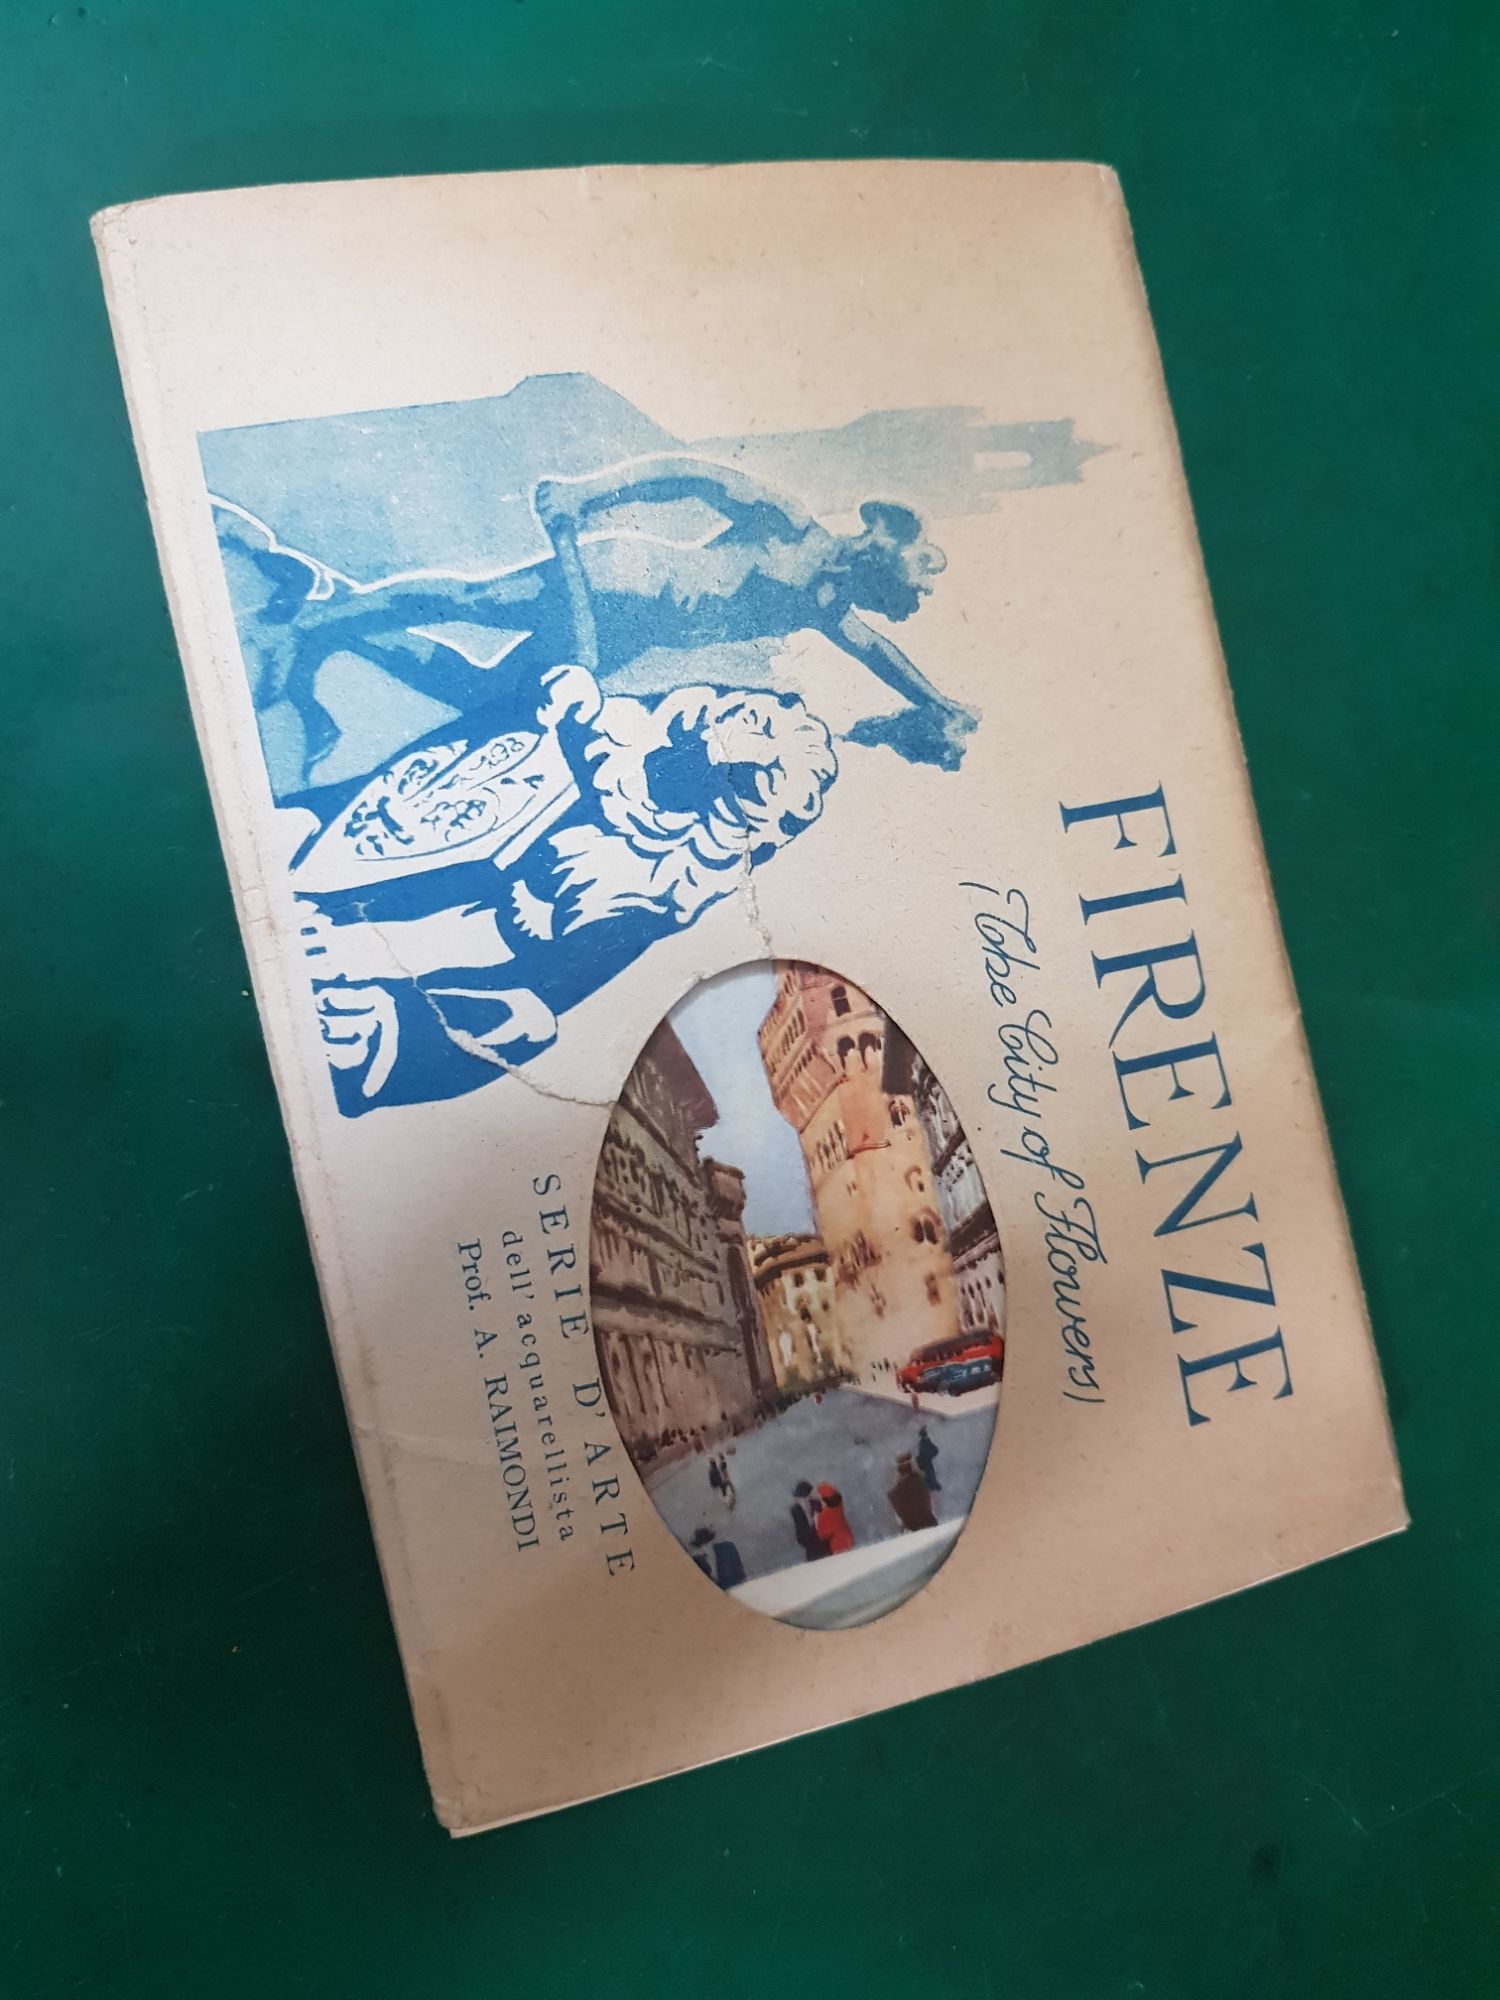 FIRENZE
(The City of Flowers)
SERIE D'ARTE
dell'acquarellista
Prof. A. RAIMONDI